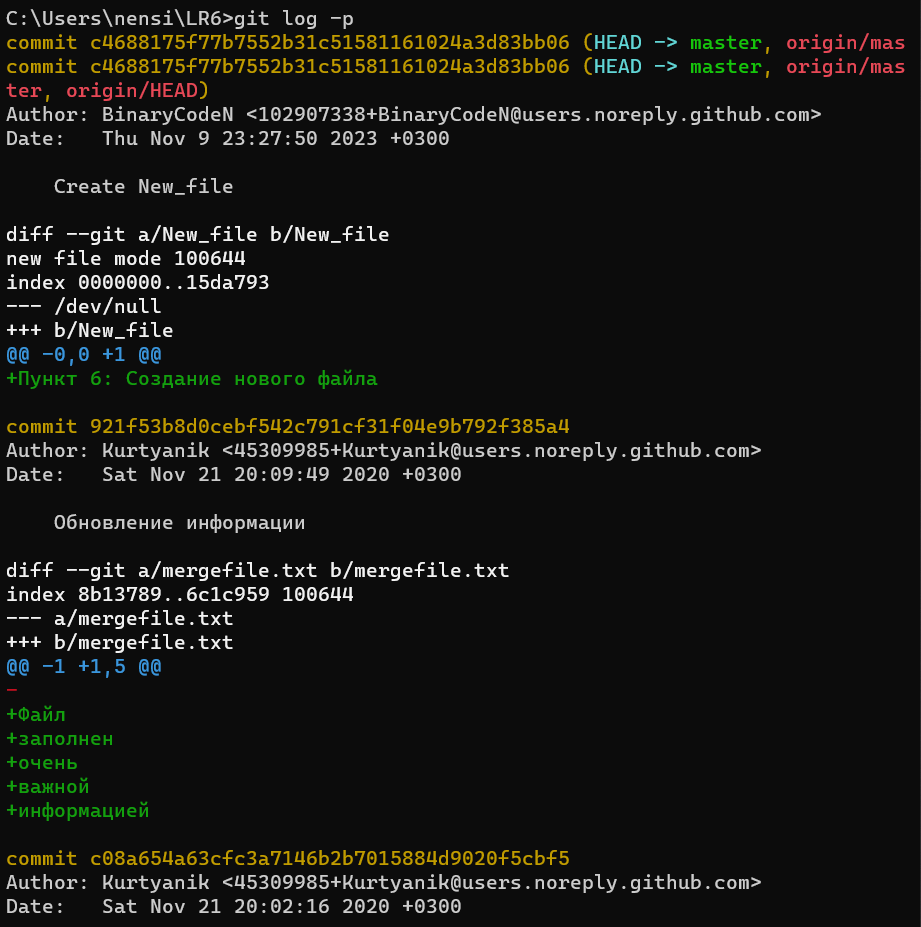 C:\Users\nensi\LR6>git log -p
commit c4688175f77b7552b31c51581161024a3d83bb06 (HEAD -> master, origin/mas
commit c4688175f77b7552b31c51581161024a3d83bb06 (HEAD -> master, origin/mas
ter, origin/HEAD)
Author: BinaryCodeN <102907338+BinaryCodeN@users.noreply.github.com>
Date:   Thu Nov 9 23:27:50 2023 +0300
    Create New_file
diff --git a/New_file b/New_file
new file mode 100644
index 0000000..15da793
--- /dev/null
+++ b/New_file
@@ -0,0 +1 @@
+Пункт 6: Создание нового файла
commit 921f53b8d0cebf542c791cf31f04e9b792f385a4
Author: Kurtyanik <45309985+Kurtyanik@users.noreply.github.com>
Date:   Sat Nov 21 20:09:49 2020 +0300
    Обновление информации
diff --git a/mergefile.txt b/mergefile.txt
index 8b13789..6c1c959 100644
--- a/mergefile.txt
+++ b/mergefile.txt
@@ -1 +1,5 @@
-
+Файл
+заполнен
+очень
+важной
+информацией
commit c08a654a63cfc3a7146b2b7015884d9020f5cbf5
Author: Kurtyanik <45309985+Kurtyanik@users.noreply.github.com>
Date:   Sat Nov 21 20:02:16 2020 +0300